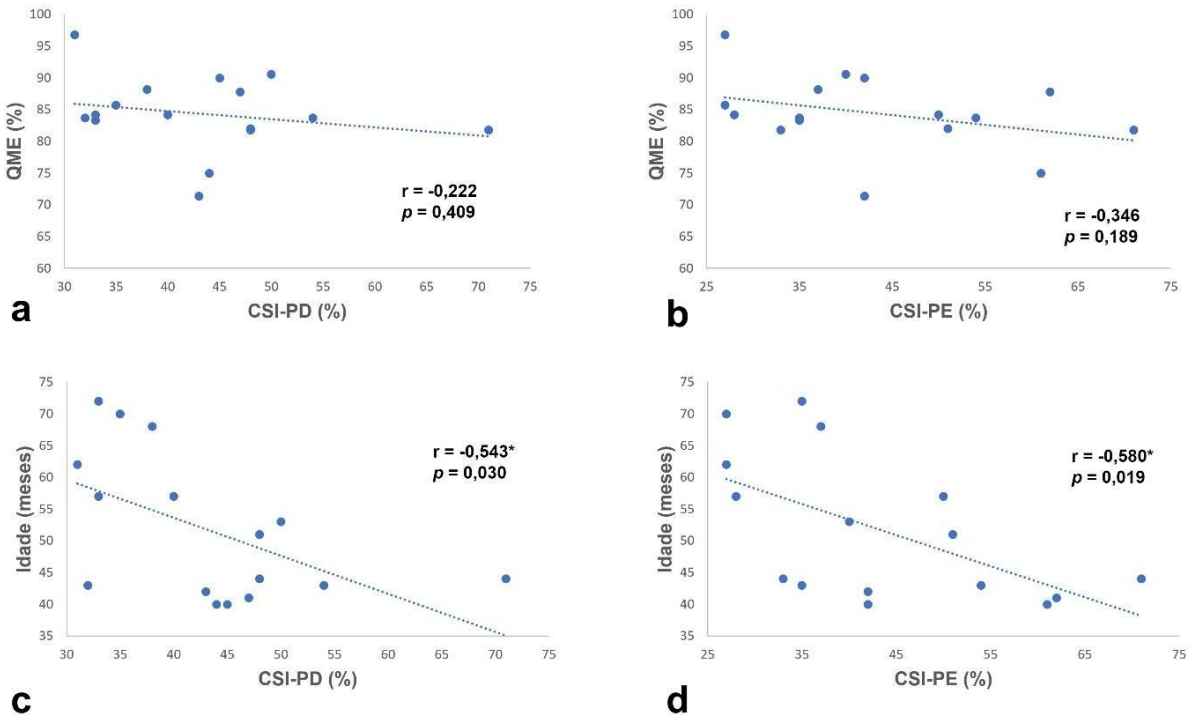 100
95
90
85
80
75
70
65
60
QME (%)
r = -0,222
p = 0,409
30 35 40 45 50 55 60 65 70 75
CSI-PD (%)
a
100
95
90
85
80
75
70
65
60
QME (%)
r = -0,346
p = 0,189
25 35 45 55 65 75
CSI-PE (%)
b
75
70
65
60
55
50
45
40
35
Idade (meses)
r = -0,543*
p = 0,030
30 35 40 45 50 55 60 65 70 75
CSI-PD (%)
c
75
70
65
60
55
50
45
40
35
Idade (meses)
r = -0,580*
p = 0,019
25 35 45 55 65 75
CSI-PE (%)
d